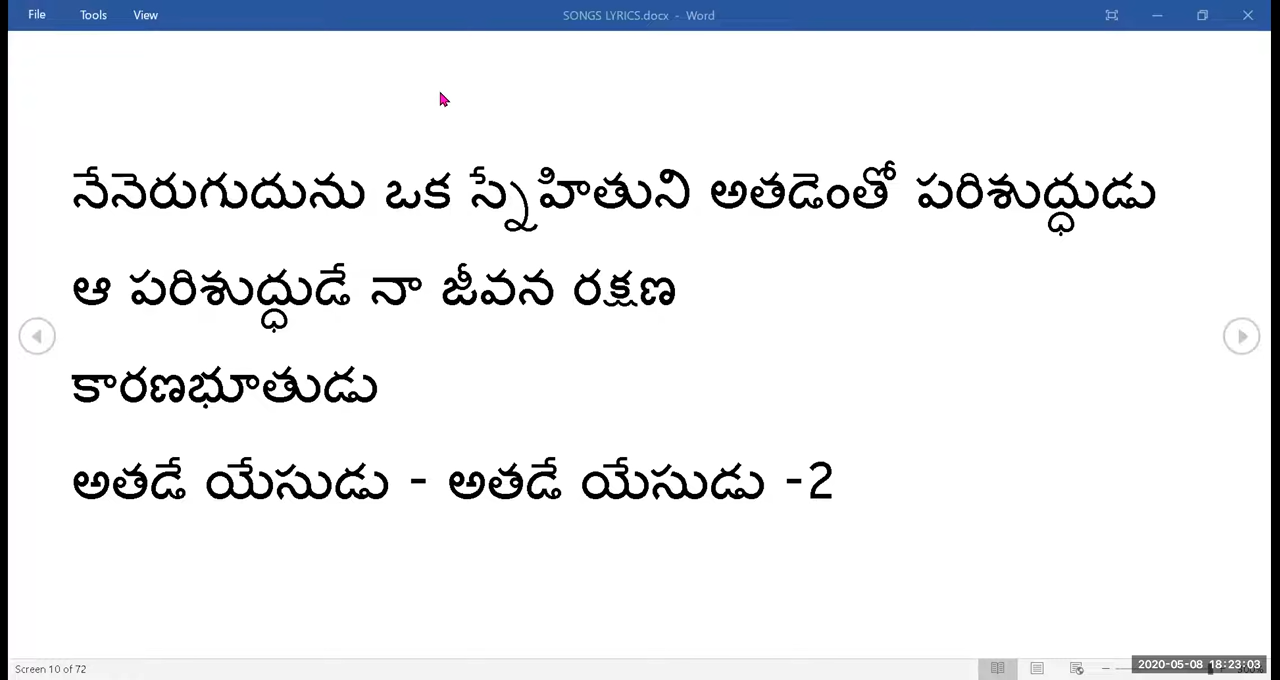 File Tools View SONGS LYRICS.docx - Word
నేనెరుగుదును ఒక స్నేహితుని అతడెంతో పరిశుద్ధుడు
ఆ పరిశుద్ధుడే నా జీవన రక్షణ
కారణభూతుడు
అతడే యేసుడు - అతడే యేసుడు -2
Screen 10 of 72
2020-05-08 18:23:03